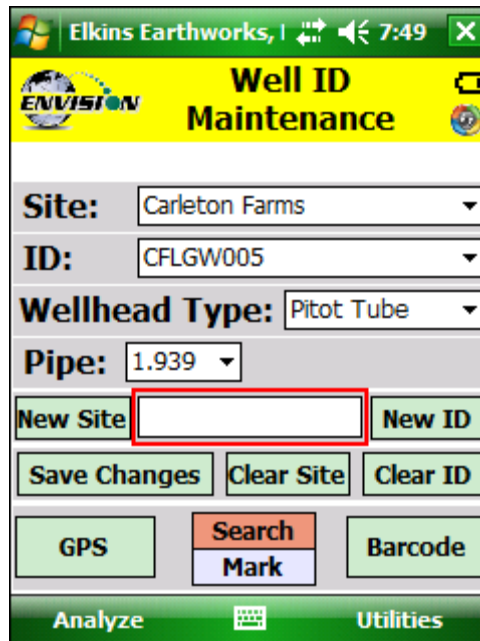 Elkins Earthworks, l 7:49
ENVISION
Well ID
Maintenance
Site: Carleton Farms
ID: CFLGW005
Wellhead Type: Pitot Tube
Pipe: 1.939
New Site New ID
Save Changes Clear Site Clear ID
GPS Search Barcode
Mark
Analyze Utilities